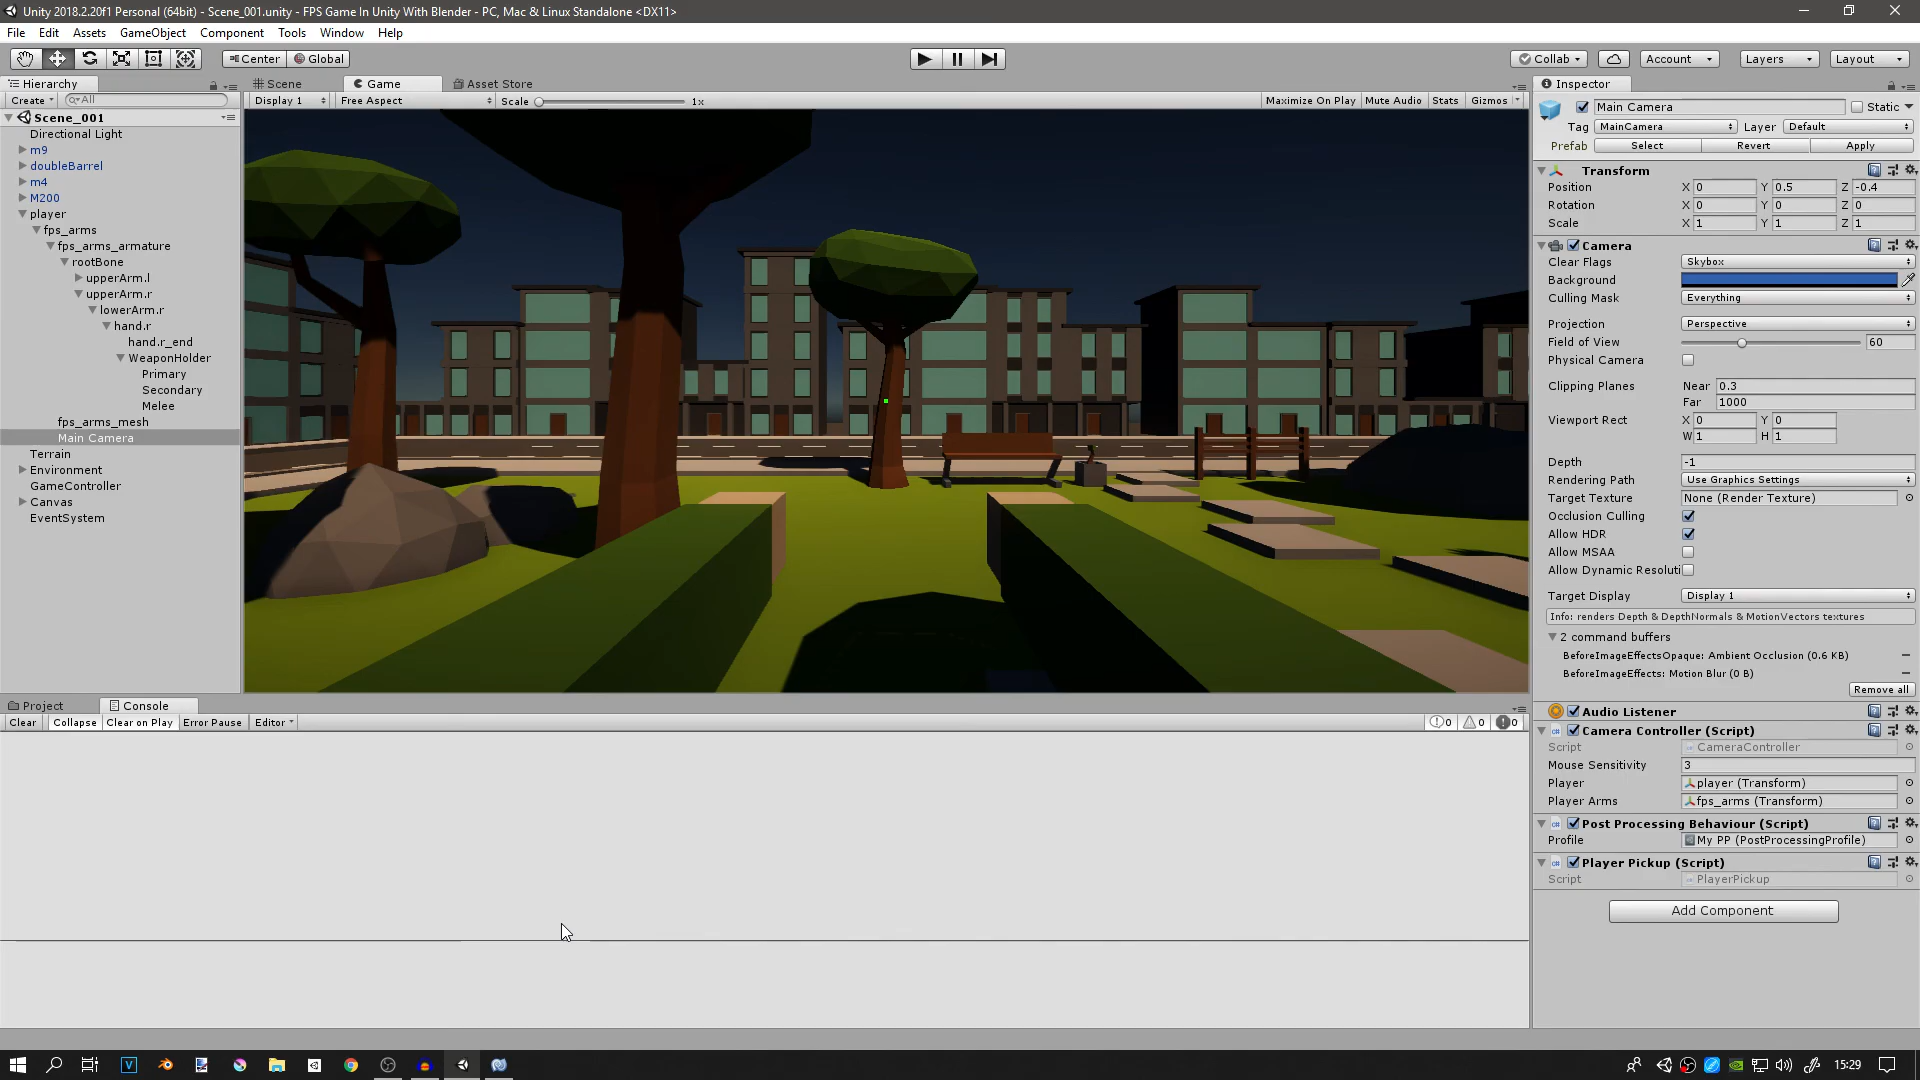 Unity 2018.2.20f1 Personal (64bit) - Scene_001.unity - FPS Game In Unity With Blender - PC, Mac & Linux Standalone <DX11>
File Edit Assets GameObject Component Tools Window Help
Center Global Collab Account Layers Layout
Hierarchy Scene Game Asset Store Inspector
Create All Display 1 Free Aspect Scale 1x Maximize On Play Mute Audio Stats Gizmos
Scene_001
Directional Light
m9
doubleBarrel
m4
M200
player
fps_arms
fps_arms_armature
rootBone
upperArm.l
upperArm.r
lowerArm.r
hand.r
hand.r_end
WeaponHolder
Primary
Secondary
Melee
fps_arms_mesh
Main Camera
Terrain
Environment
GameController
Canvas
EventSystem
Main Camera Static
Tag MainCamera Layer Default
Prefab Select Revert Apply
Transform
Position X 0 Y 0.5 Z -0.4
Rotation X 0 Y 0 Z 0
Scale X 1 Y 1 Z 1
Camera
Clear Flags Skybox
Background
Culling Mask Everything
Projection Perspective
Field of View 60
Physical Camera
Clipping Planes Near 0.3
Far 1000
Viewport Rect X 0 Y 0
W 1 H 1
Depth -1
Rendering Path Use Graphics Settings
Target Texture None (Render Texture)
Occlusion Culling
Allow HDR
Allow MSAA
Allow Dynamic Resoluti
Target Display Display 1
Info: renders Depth & DepthNormals & MotionVectors textures
2 command buffers
BeforeImageEffectsOpaque: Ambient Occlusion (0.6 KB)
BeforeImageEffects: Motion Blur (0 B)
Remove all
Audio Listener
Camera Controller (Script)
Script CameraController
Mouse Sensitivity 3
Player player (Transform)
Player Arms fps_arms (Transform)
Post Processing Behaviour (Script)
Profile My PP (PostProcessingProfile)
Player Pickup (Script)
Script PlayerPickup
Add Component
Project Console
Clear Collapse Clear on Play Error Pause Editor 0 0 0
15:29